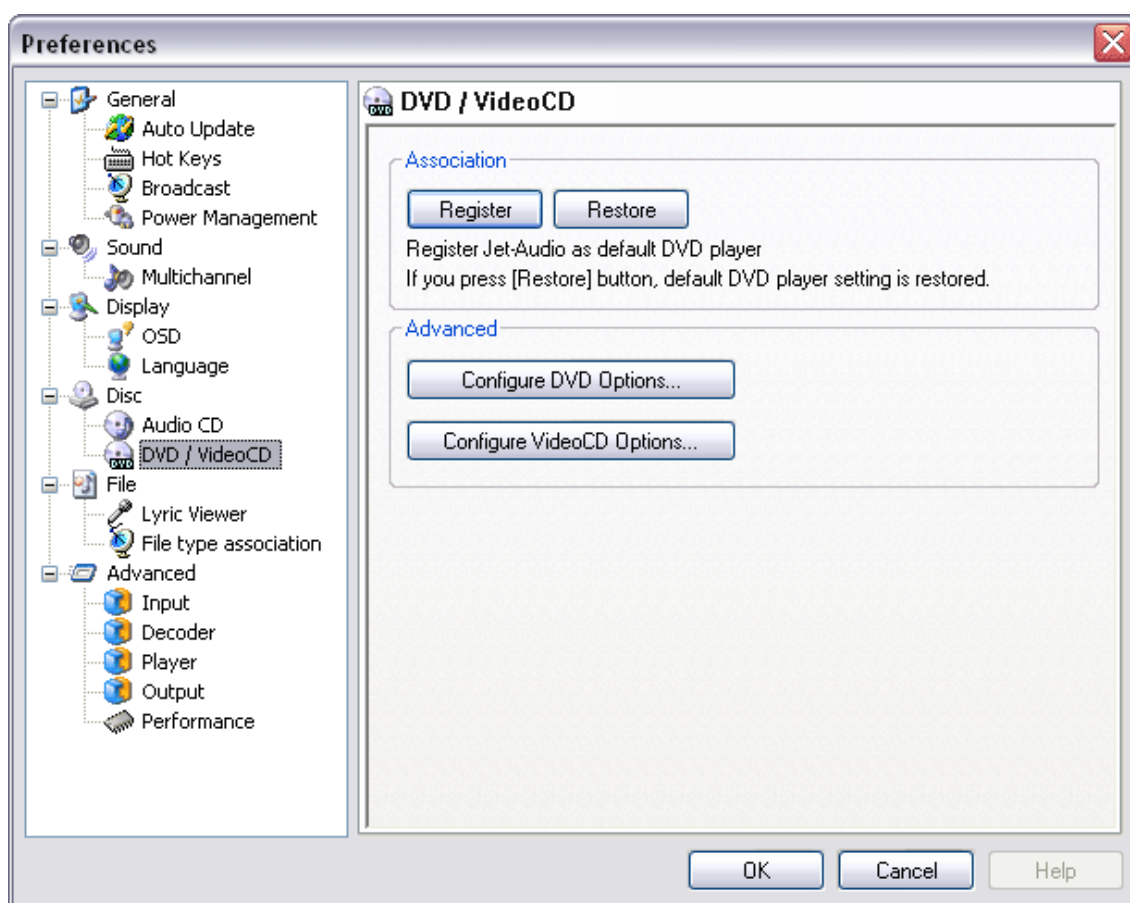 Preferences
General
Auto Update
Hot Keys
Broadcast
Power Management
Sound
Multichannel
Display
OSD
Language
Disc
Audio CD
DVD / VideoCD
File
Lyric Viewer
File type association
Advanced
Input
Decoder
Player
Output
Performance
DVD / VideoCD
Association
Register Restore
Register Jet-Audio as default DVD player
If you press [Restore] button, default DVD player setting is restored.
Advanced
Configure DVD Options...
Configure VideoCD Options...
OK Cancel Help